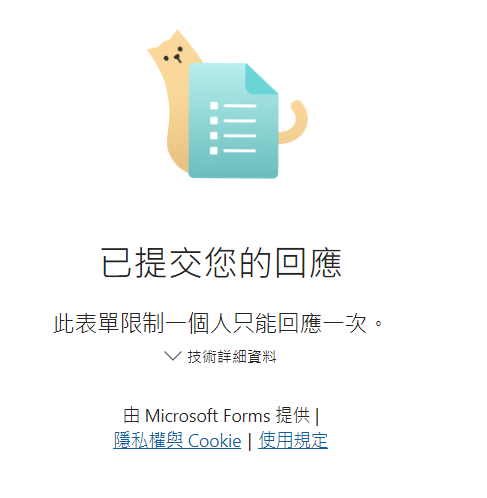 已提交您的回應
此表單限制一個人只能回應一次。
技術詳細資料
由 Microsoft Forms 提供 |
隱私權與 Cookie | 使用規定